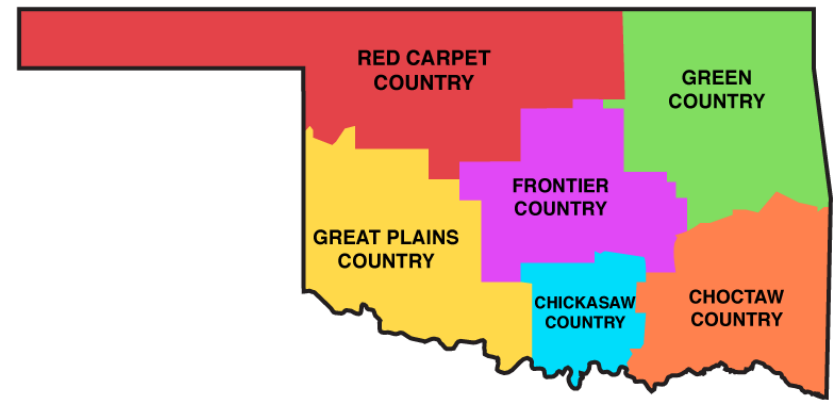 RED CARPET
COUNTRY
GREEN
COUNTRY
FRONTIER
COUNTRY
GREAT PLAINS
COUNTRY
CHICKASAW
COUNTRY
CHOCTAW
COUNTRY